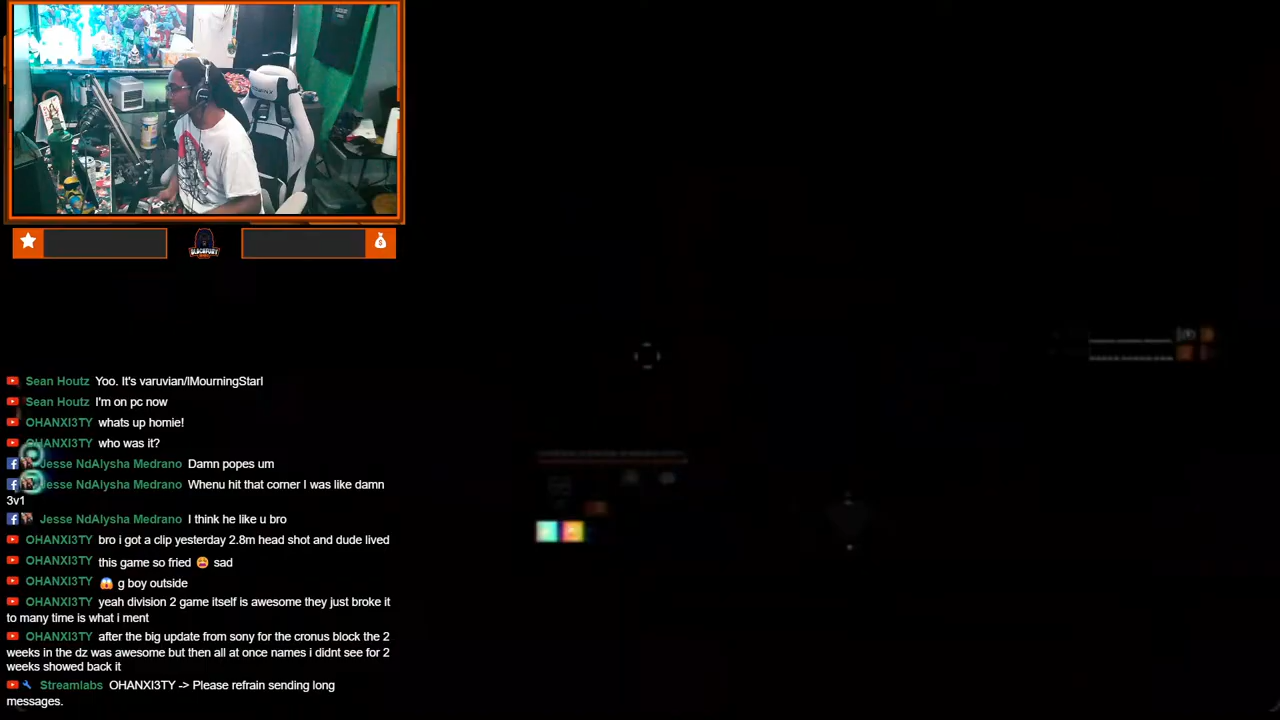 Sean Houtz Yoo. It's varuvian/IMourningStarI
Sean Houtz I'm on pc now
OHANXI3TY whats up homie!
OHANXI3TY who was it?
Jesse NdAlysha Medrano Damn popes um
Jesse NdAlysha Medrano Whenu hit that corner I was like damn
3v1
Jesse NdAlysha Medrano I think he like u bro
OHANXI3TY bro i got a clip yesterday 2.8m head shot and dude lived
OHANXI3TY this game so fried 😩 sad
OHANXI3TY 😱 g boy outside
OHANXI3TY yeah division 2 game itself is awesome they just broke it
to many time is what i ment
OHANXI3TY after the big update from sony for the cronus block the 2
weeks in the dz was awesome but then all at once names i didnt see for 2
weeks showed back it
Streamlabs OHANXI3TY -> Please refrain sending long
messages.